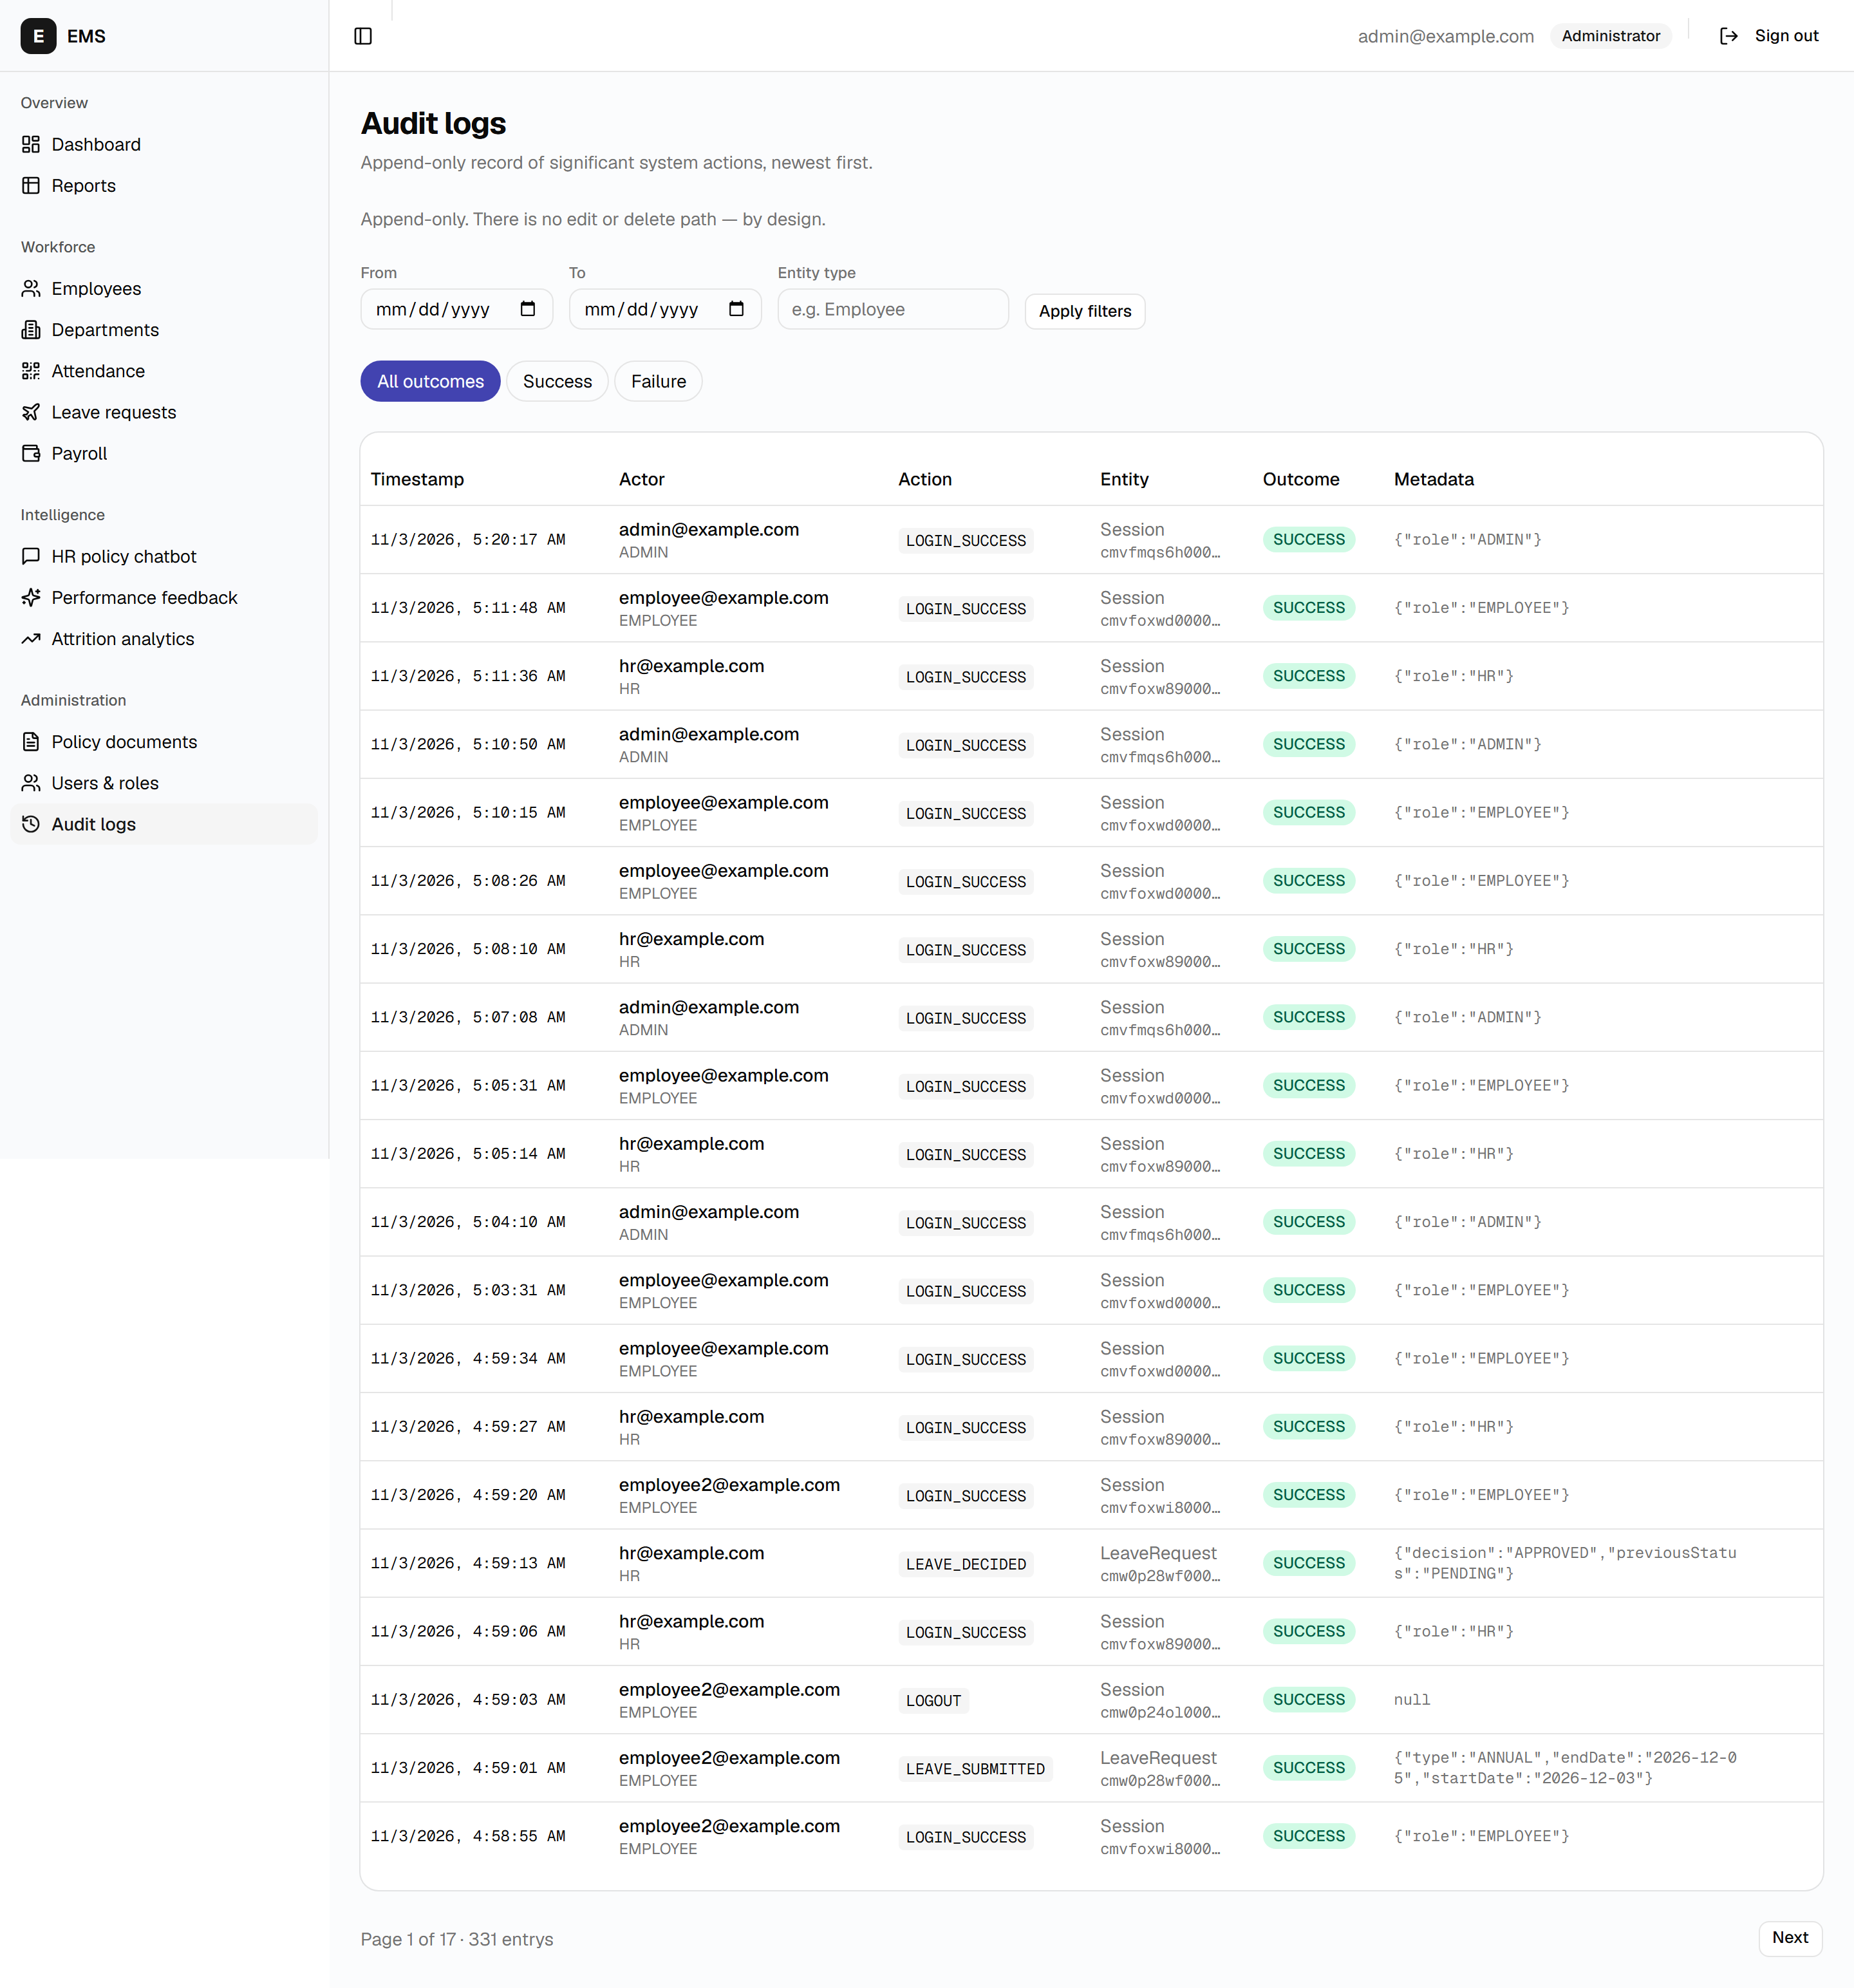 E EMS
admin@example.com Administrator Sign out
Overview
Dashboard
Reports
Workforce
Employees
Departments
Attendance
Leave requests
Payroll
Intelligence
HR policy chatbot
Performance feedback
Attrition analytics
Administration
Policy documents
Users & roles
Audit logs
Audit logs
Append-only record of significant system actions, newest first.
Append-only. There is no edit or delete path — by design.
From To Entity type
mm/dd/yyyy mm/dd/yyyy e.g. Employee Apply filters
All outcomes Success Failure
Timestamp Actor Action Entity Outcome Metadata
11/3/2026, 5:20:17 AM admin@example.com LOGIN_SUCCESS Session SUCCESS {"role":"ADMIN"}
ADMIN cmvfmqs6h000…
11/3/2026, 5:11:48 AM employee@example.com LOGIN_SUCCESS Session SUCCESS {"role":"EMPLOYEE"}
EMPLOYEE cmvfoxwd0000…
11/3/2026, 5:11:36 AM hr@example.com LOGIN_SUCCESS Session SUCCESS {"role":"HR"}
HR cmvfoxw89000…
11/3/2026, 5:10:50 AM admin@example.com LOGIN_SUCCESS Session SUCCESS {"role":"ADMIN"}
ADMIN cmvfmqs6h000…
11/3/2026, 5:10:15 AM employee@example.com LOGIN_SUCCESS Session SUCCESS {"role":"EMPLOYEE"}
EMPLOYEE cmvfoxwd0000…
11/3/2026, 5:08:26 AM employee@example.com LOGIN_SUCCESS Session SUCCESS {"role":"EMPLOYEE"}
EMPLOYEE cmvfoxwd0000…
11/3/2026, 5:08:10 AM hr@example.com LOGIN_SUCCESS Session SUCCESS {"role":"HR"}
HR cmvfoxw89000…
11/3/2026, 5:07:08 AM admin@example.com LOGIN_SUCCESS Session SUCCESS {"role":"ADMIN"}
ADMIN cmvfmqs6h000…
11/3/2026, 5:05:31 AM employee@example.com LOGIN_SUCCESS Session SUCCESS {"role":"EMPLOYEE"}
EMPLOYEE cmvfoxwd0000…
11/3/2026, 5:05:14 AM hr@example.com LOGIN_SUCCESS Session SUCCESS {"role":"HR"}
HR cmvfoxw89000…
11/3/2026, 5:04:10 AM admin@example.com LOGIN_SUCCESS Session SUCCESS {"role":"ADMIN"}
ADMIN cmvfmqs6h000…
11/3/2026, 5:03:31 AM employee@example.com LOGIN_SUCCESS Session SUCCESS {"role":"EMPLOYEE"}
EMPLOYEE cmvfoxwd0000…
11/3/2026, 4:59:34 AM employee@example.com LOGIN_SUCCESS Session SUCCESS {"role":"EMPLOYEE"}
EMPLOYEE cmvfoxwd0000…
11/3/2026, 4:59:27 AM hr@example.com LOGIN_SUCCESS Session SUCCESS {"role":"HR"}
HR cmvfoxw89000…
11/3/2026, 4:59:20 AM employee2@example.com LOGIN_SUCCESS Session SUCCESS {"role":"EMPLOYEE"}
EMPLOYEE cmvfoxwi8000…
11/3/2026, 4:59:13 AM hr@example.com LEAVE_DECIDED LeaveRequest SUCCESS {"decision":"APPROVED","previousStatu
HR cmw0p28wf000… s":"PENDING"}
11/3/2026, 4:59:06 AM hr@example.com LOGIN_SUCCESS Session SUCCESS {"role":"HR"}
HR cmvfoxw89000…
11/3/2026, 4:59:03 AM employee2@example.com LOGOUT Session SUCCESS null
EMPLOYEE cmw0p24ol000…
11/3/2026, 4:59:01 AM employee2@example.com LEAVE_SUBMITTED LeaveRequest SUCCESS {"type":"ANNUAL","endDate":"2026-12-0
EMPLOYEE cmw0p28wf000… 5","startDate":"2026-12-03"}
11/3/2026, 4:58:55 AM employee2@example.com LOGIN_SUCCESS Session SUCCESS {"role":"EMPLOYEE"}
EMPLOYEE cmvfoxwi8000…
Page 1 of 17 · 331 entrys Next